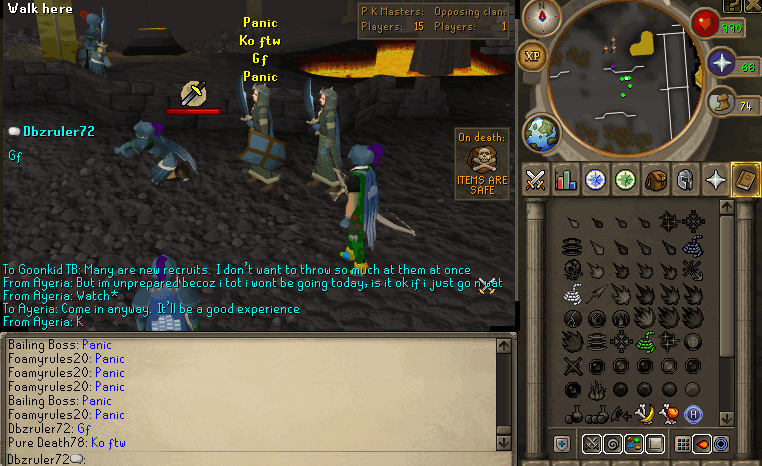 Walk here
P K Masters: Opposing clan:
Players: 15 Players: 1
Panic
Ko ftw
Gf
Panic
Dbzruler72
Gf
On death:
ITEMS ARE
SAFE
To Goonkid TB: Many are new recruits. I don't want to throw so much at them at once
From Ayeria: But im unprepared becoz i tot i wont be going today, is it ok if i just go n
From Ayeria: Watch*
To Ayeria: Come in anyway. It'll be a good experience
From Ayeria: K
Bailing Boss: Panic
Foamyrules20: Panic
Foamyrules20: Panic
Foamyrules20: Panic
Bailing Boss: Panic
Foamyrules20: Panic
Dbzruler72: Gf
Pure Death78: Ko ftw
Dbzruler72:
N
XP
990
66
74
H